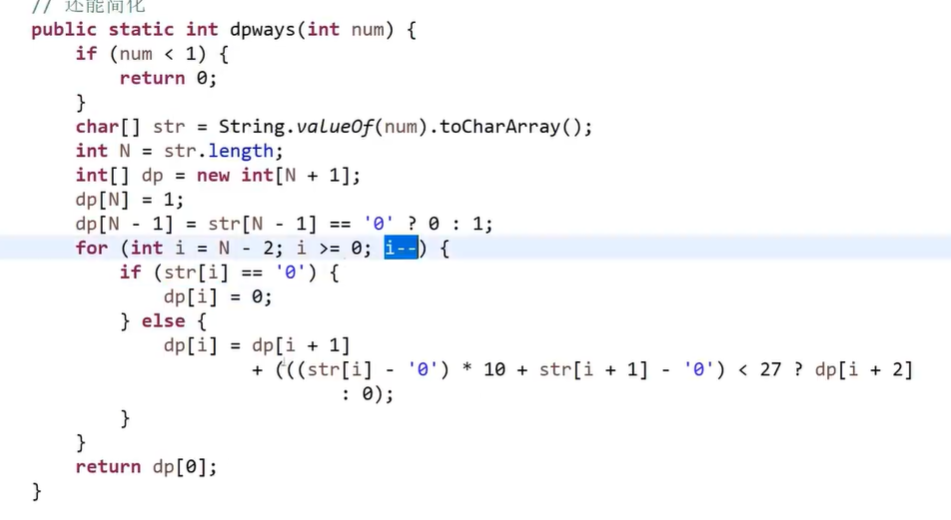 // 还能简化
public static int dpways(int num) {
if (num < 1) {
return 0;
}
char[] str = String.valueOf(num).toCharArray();
int N = str.length;
int[] dp = new int[N + 1];
dp[N] = 1;
dp[N - 1] = str[N - 1] == '0' ? 0 : 1;
for (int i = N - 2; i >= 0; i--) {
if (str[i] == '0') {
dp[i] = 0;
} else {
dp[i] = dp[i + 1]
+ (((str[i] - '0') * 10 + str[i + 1] - '0') < 27 ? dp[i + 2]
: 0);
}
}
return dp[0];
}